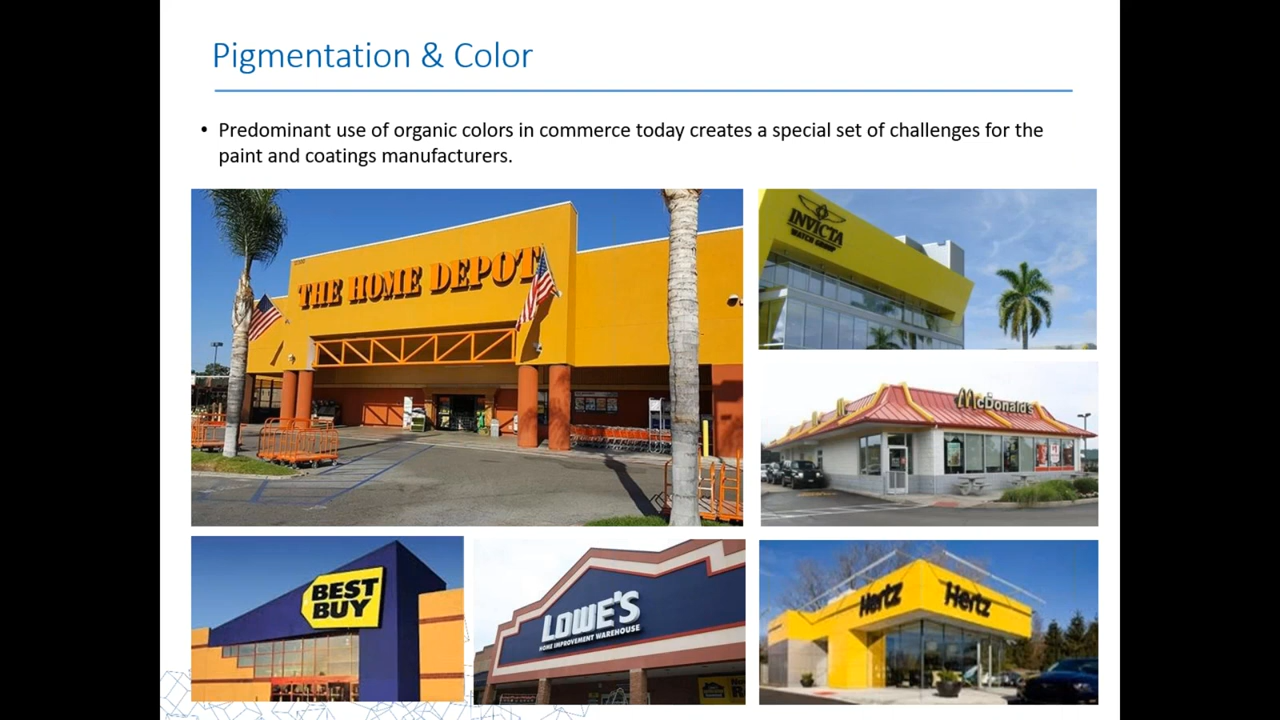 Pigmentation & Color
• Predominant use of organic colors in commerce today creates a special set of challenges for the
paint and coatings manufacturers.
THE HOME DEPOT
INVICTA
WATCH GROUP
McDonald's
BEST
BUY
LOWE'S
HOME IMPROVEMENT WAREHOUSE
Hertz
Hertz